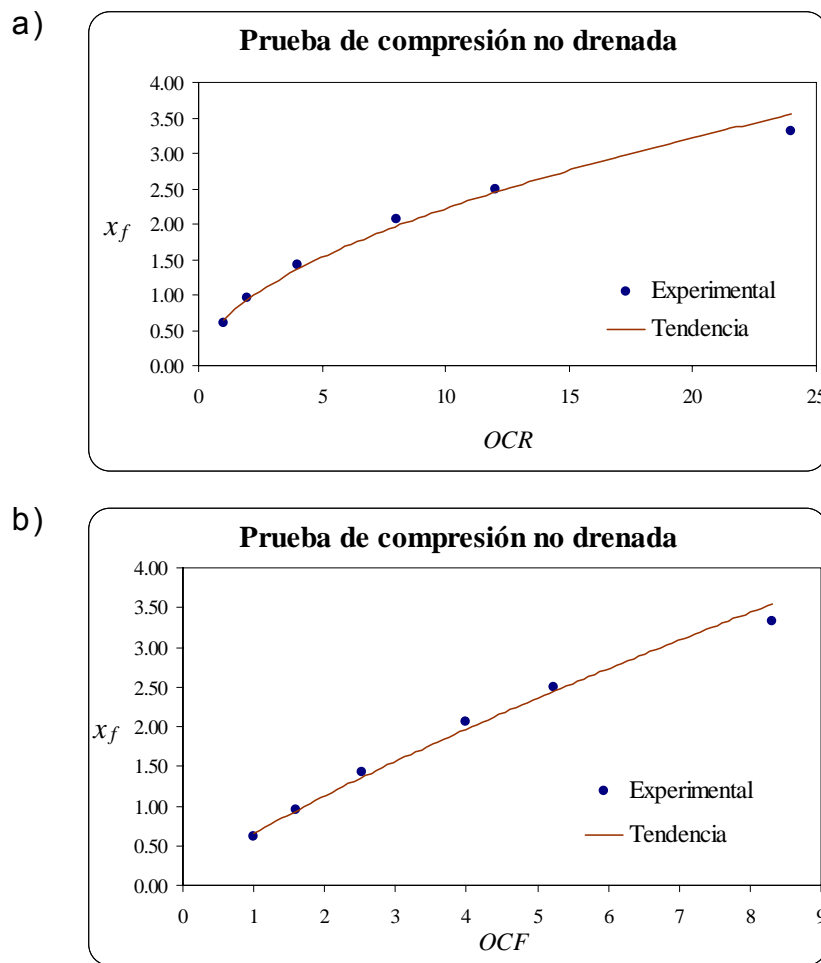 a)
Prueba de compresión no drenada
4.00
3.50
3.00
2.50
2.00
1.50
1.00
0.50
0.00
x_f
Experimental
Tendencia
0 5 10 15 20 25
OCR
b)
Prueba de compresión no drenada
4.00
3.50
3.00
2.50
2.00
1.50
1.00
0.50
0.00
x_f
Experimental
Tendencia
0 1 2 3 4 5 6 7 8 9
OCF